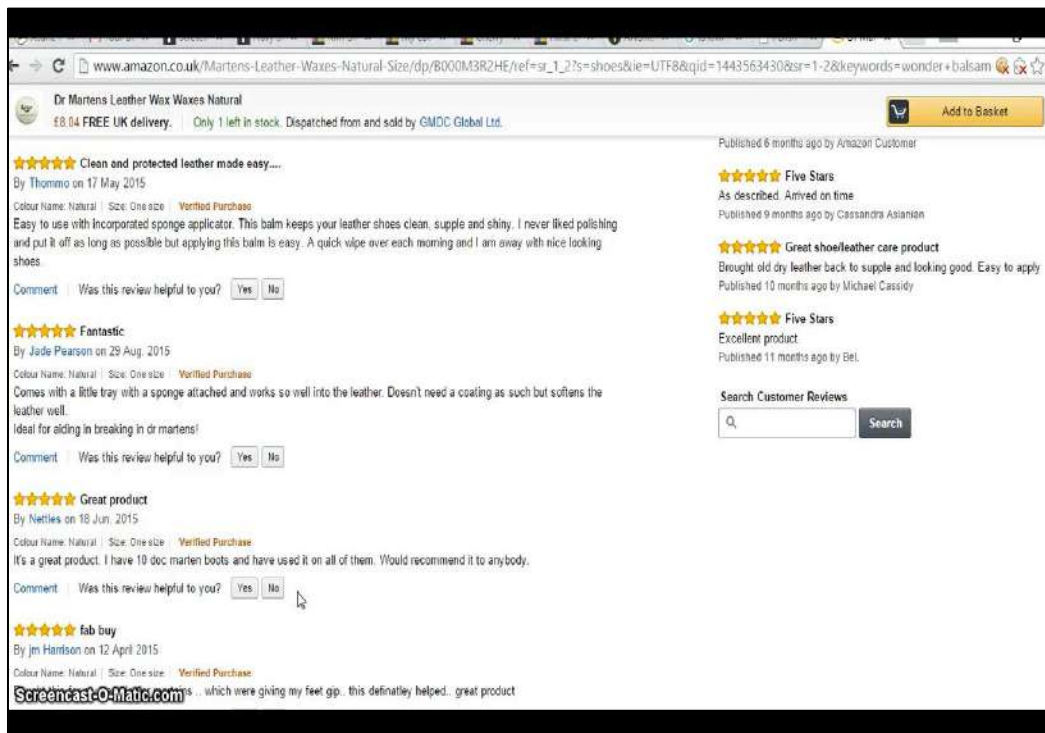 www.amazon.co.uk/Martens-Leather-Waxes-Natural-Size/dp/B000M3R2HE/ref=sr_1_2?s=shoes&ie=UTF8&qid=1443563430&sr=1-2&keywords=wonder+balsam
Dr Martens Leather Wax Waxes Natural
£8.04 FREE UK delivery. Only 1 left in stock. Dispatched from and sold by GMDC Global Ltd.
Add to Basket
Clean and protected leather made easy....
By Thommo on 17 May 2015
Colour Name: Natural | Size: One size | Verified Purchase
Easy to use with incorporated sponge applicator. This balm keeps your leather shoes clean, supple and shiny. I never liked polishing
and put it off as long as possible but applying this balm is easy. A quick wipe over each morning and I am away with nice looking
shoes.
Comment | Was this review helpful to you? Yes No
Fantastic
By Jade Pearson on 29 Aug. 2015
Colour Name: Natural | Size: One size | Verified Purchase
Comes with a little tray with a sponge attached and works so well into the leather. Doesn't need a coating as such but softens the
leather well.
Ideal for aiding in breaking in dr martens!
Comment | Was this review helpful to you? Yes No
Great product
By Nettles on 18 Jun. 2015
Colour Name: Natural | Size: One size | Verified Purchase
It's a great product. I have 10 doc marten boots and have used it on all of them. Would recommend it to anybody.
Comment | Was this review helpful to you? Yes No
fab buy
By jm Harrison on 12 April 2015
Colour Name: Natural | Size: One size | Verified Purchase
.. which were giving my feet gip.. this definatley helped.. great product
Screencast-O-Matic.com
Published 6 months ago by Amazon Customer
Five Stars
As described. Arrived on time
Published 9 months ago by Cassandra Asianian
Great shoe/leather care product
Brought old dry leather back to supple and looking good. Easy to apply
Published 10 months ago by Michael Cassidy
Five Stars
Excellent product
Published 11 months ago by Bel.
Search Customer Reviews
Search